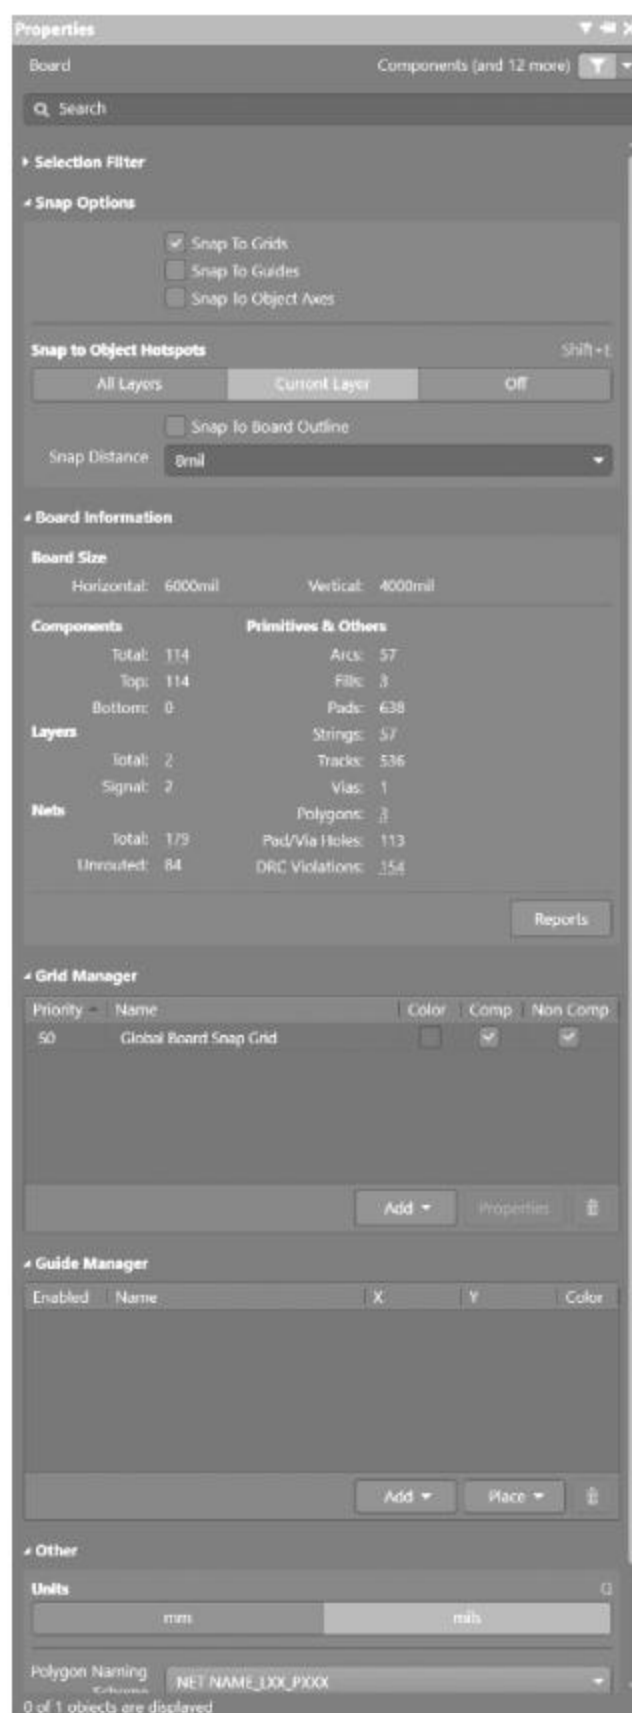 Properties
Board Components (and 12 more)
Search
Selection Filter
Snap Options
Snap To Grids
Snap To Guides
Snap To Object Axes
Snap to Object Hotspots Shift+E
All Layers Current Layer Off
Snap To Board Outline
Snap Distance 8mil
Board Information
Board Size
Horizontal: 6000mil Vertical: 4000mil
Components Primitives & Others
Total: 114 Arcs: 57
Top: 114 Fills: 3
Bottom: 0 Pads: 638
Layers Strings: 57
Total: 2 Tracks: 536
Signal: 2 Vias: 1
Nets Polygons: 3
Total: 179 Pad/Via Holes: 113
Unrouted: 84 DRC Violations: 154
Reports
Grid Manager
Priority Name Color Comp Non Comp
50 Global Board Snap Grid
Add Properties
Guide Manager
Enabled Name X Y Color
Add Place
Other
Units Q
mm mils
Polygon Naming
Scheme NET NAME_LXX_PXXX
0 of 1 objects are displayed